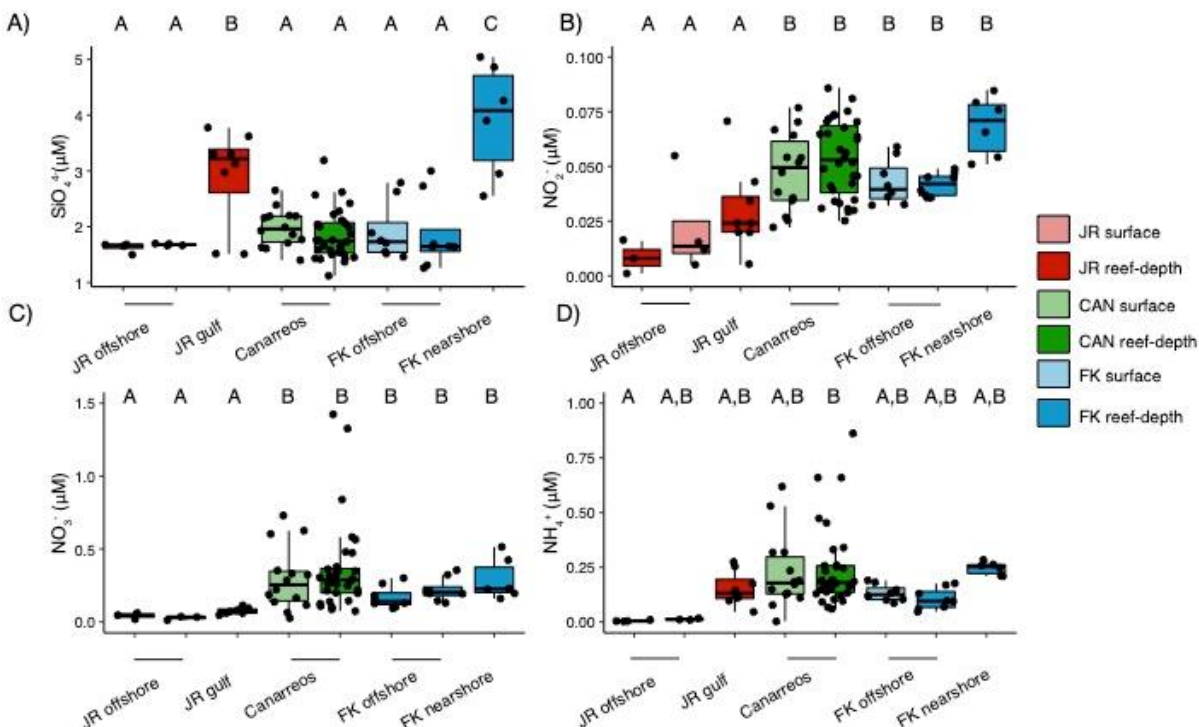 A) A A B A A A A C
SiO₄⁴⁻(µM)
5
4
3
2
1
JR offshore JR gulf Canarreos FK offshore FK nearshore
B) A A A B B B B B
NO₂⁻ (µM)
0.100
0.075
0.050
0.025
0.000
JR offshore JR gulf Canarreos FK offshore FK nearshore
JR surface
JR reef-depth
CAN surface
CAN reef-depth
FK surface
FK reef-depth
C) A A A B B B B B
NO₃⁻ (µM)
1.5
1.0
0.5
0.0
JR offshore JR gulf Canarreos FK offshore FK nearshore
D) A A,B A,B A,B B A,B A,B A,B
NH₄⁺ (µM)
1.00
0.75
0.50
0.25
0.00
JR offshore JR gulf Canarreos FK offshore FK nearshore